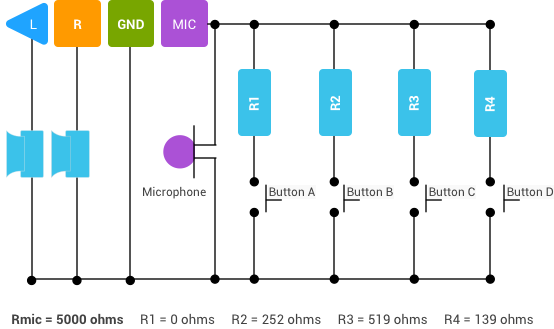 L R GND MIC
R1 R2 R3 R4
Microphone Button A Button B Button C Button D
Rmic = 5000 ohms R1 = 0 ohms R2 = 252 ohms R3 = 519 ohms R4 = 139 ohms